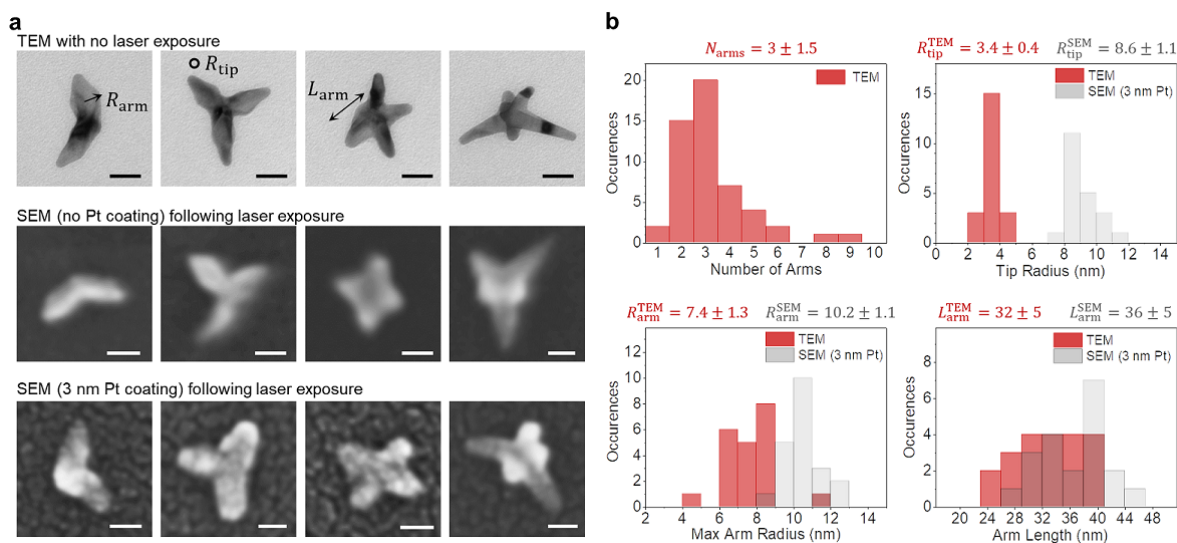 a
TEM with no laser exposure
R_arm
R_tip
L_arm
SEM (no Pt coating) following laser exposure
SEM (3 nm Pt coating) following laser exposure
b
N_arms = 3 ± 1.5
TEM
20
15
10
5
0
Occurences
1 2 3 4 5 6 7 8 9 10
Number of Arms
R_tip^TEM = 3.4 ± 0.4 R_tip^SEM = 8.6 ± 1.1
TEM
SEM (3 nm Pt)
15
10
5
0
Occurences
0 2 4 6 8 10 12 14
Tip Radius (nm)
R_arm^TEM = 7.4 ± 1.3 R_arm^SEM = 10.2 ± 1.1
TEM
SEM (3 nm Pt)
12
10
8
6
4
2
0
Occurences
2 4 6 8 10 12 14
Max Arm Radius (nm)
L_arm^TEM = 32 ± 5 L_arm^SEM = 36 ± 5
TEM
SEM (3 nm Pt)
8
6
4
2
0
Occurences
20 24 28 32 36 40 44 48
Arm Length (nm)